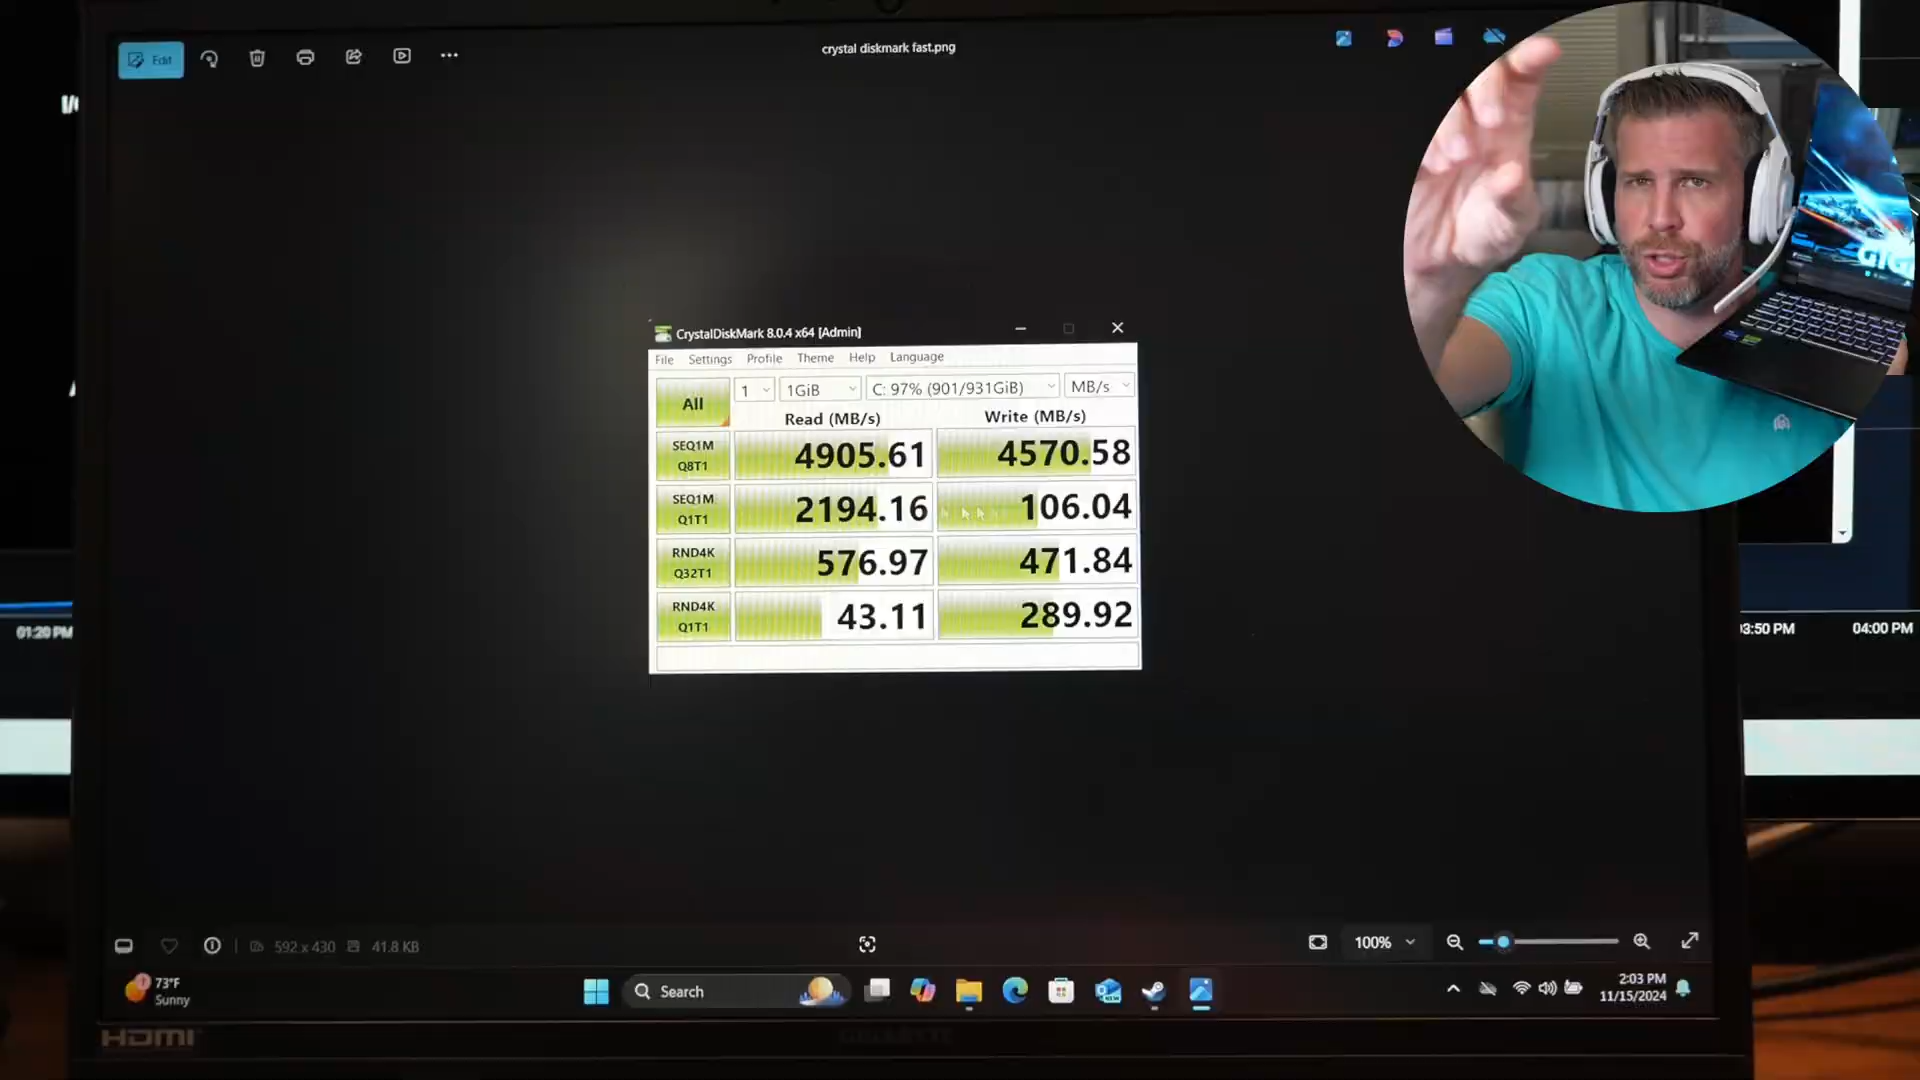 Edit
crystal diskmark fast.png
CrystalDiskMark 8.0.4 x64 [Admin]
File Settings Profile Theme Help Language
All 1 1GiB C: 97% (901/931GiB) MB/s
Read (MB/s) Write (MB/s)
SEQ1M
Q8T1
4905.61 4570.58
SEQ1M
Q1T1
2194.16 106.04
RND4K
Q32T1
576.97 471.84
RND4K
Q1T1
43.11 289.92
01:20 PM
3:50 PM 04:00 PM
592 x 430 41.8 KB
100%
73°F
Sunny
Search
2:03 PM
11/15/2024
HDMI
GIGABYTE